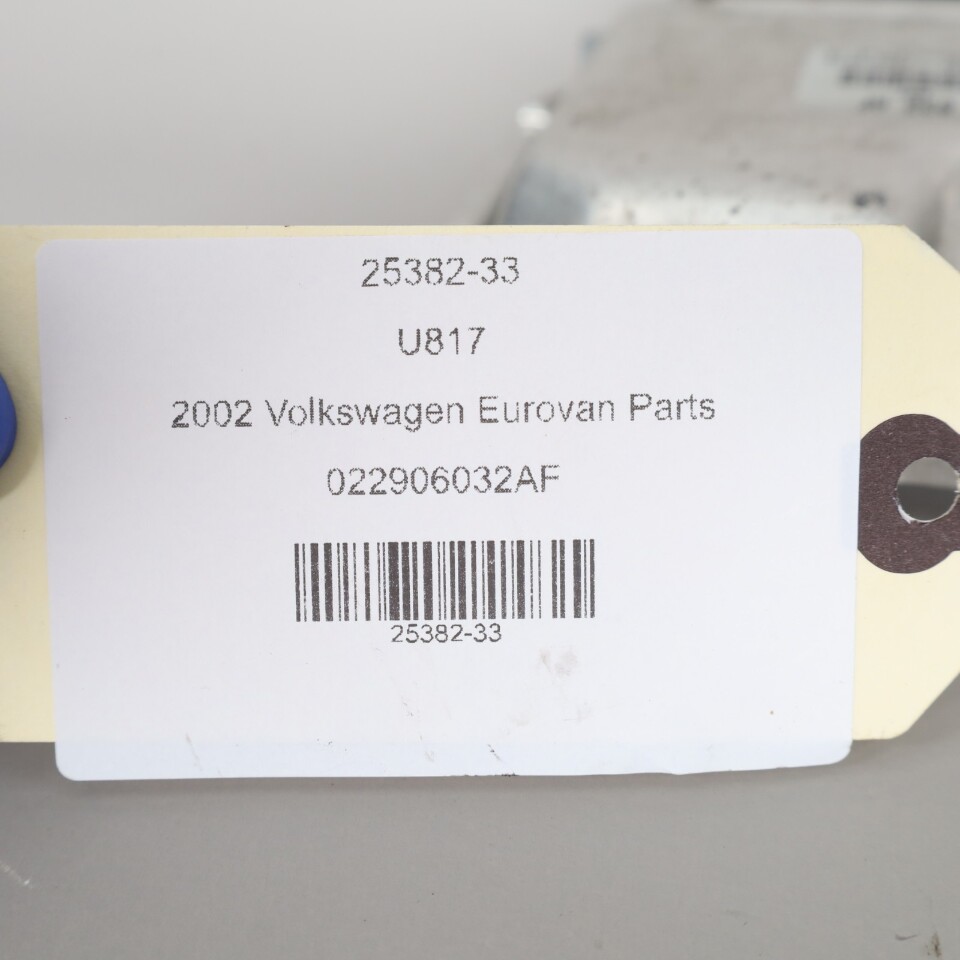 25382-33
U817
2002 Volkswagen Eurovan Parts
022906032AF
25382-33